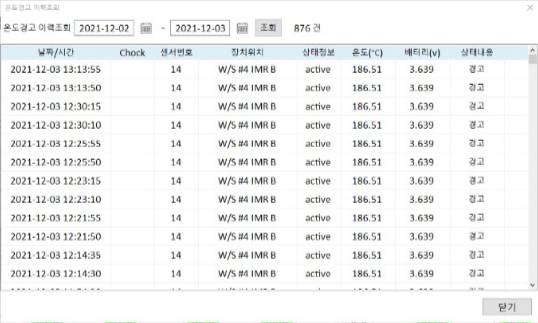 온도경고 이력조회
온도경고 이력조회 2021-12-02 ~ 2021-12-03 조회 876 건
날짜/시간 Chock 센서번호 장치위치 상태정보 온도(℃) 배터리(v) 상태내용
2021-12-03 13:13:55 14 W/S #4 IMR B active 186.51 3.639 경고
2021-12-03 13:13:50 14 W/S #4 IMR B active 186.51 3.639 경고
2021-12-03 12:30:15 14 W/S #4 IMR B active 186.51 3.639 경고
2021-12-03 12:30:10 14 W/S #4 IMR B active 186.51 3.639 경고
2021-12-03 12:25:55 14 W/S #4 IMR B active 186.51 3.639 경고
2021-12-03 12:25:50 14 W/S #4 IMR B active 186.51 3.639 경고
2021-12-03 12:23:15 14 W/S #4 IMR B active 186.51 3.639 경고
2021-12-03 12:23:10 14 W/S #4 IMR B active 186.51 3.639 경고
2021-12-03 12:21:55 14 W/S #4 IMR B active 186.51 3.639 경고
2021-12-03 12:21:50 14 W/S #4 IMR B active 186.51 3.639 경고
2021-12-03 12:14:35 14 W/S #4 IMR B active 186.51 3.639 경고
2021-12-03 12:14:30 14 W/S #4 IMR B active 186.51 3.639 경고
닫기